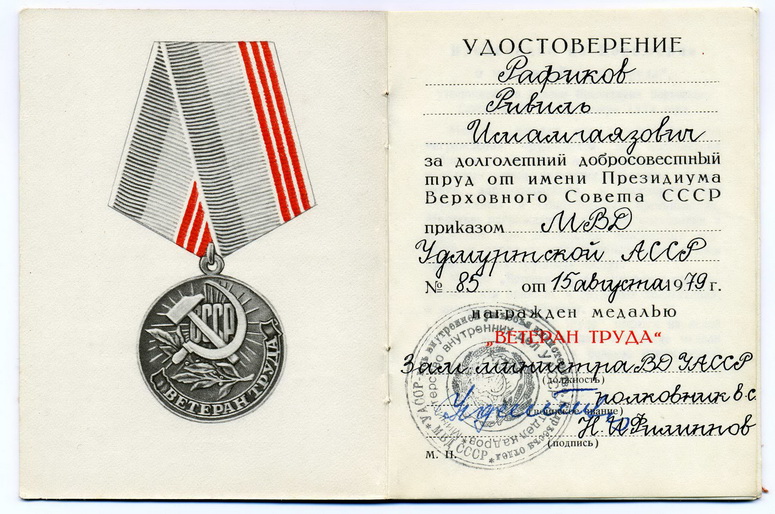 СССР
ВЕТЕРАН ТРУДА
УДОСТОВЕРЕНИЕ
Рафиков
Ривиль
за долголетний добросовестный
труд от имени Президиума
Верховного Совета СССР
приказом МВД
Удмуртской АССР
№ 85 от 15 августа 1979 г.
награжден медалью
„ВЕТЕРАН ТРУДА“
Зам министра ВД УАССР
(должность)
полковник в.с
(воинское звание)
Н. Филиппов
(подпись)
М. П.